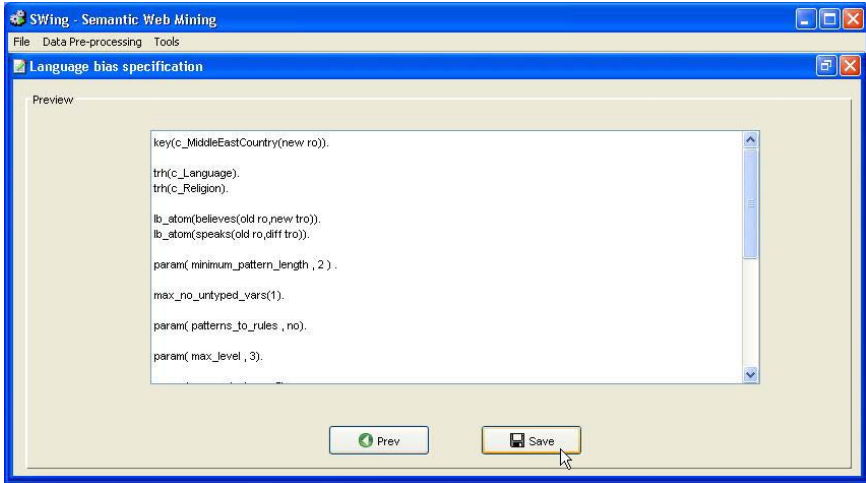 SWing - Semantic Web Mining
File Data Pre-processing Tools
Language bias specification
Preview
key(c_MiddleEastCountry(new ro)).
trh(c_Language).
trh(c_Religion).
lb_atom(believes(old ro,new tro)).
lb_atom(speaks(old ro,diff tro)).
param( minimum_pattern_length , 2 ) .
max_no_untyped_vars(1).
param( patterns_to_rules , no).
param( max_level , 3).
Prev
Save